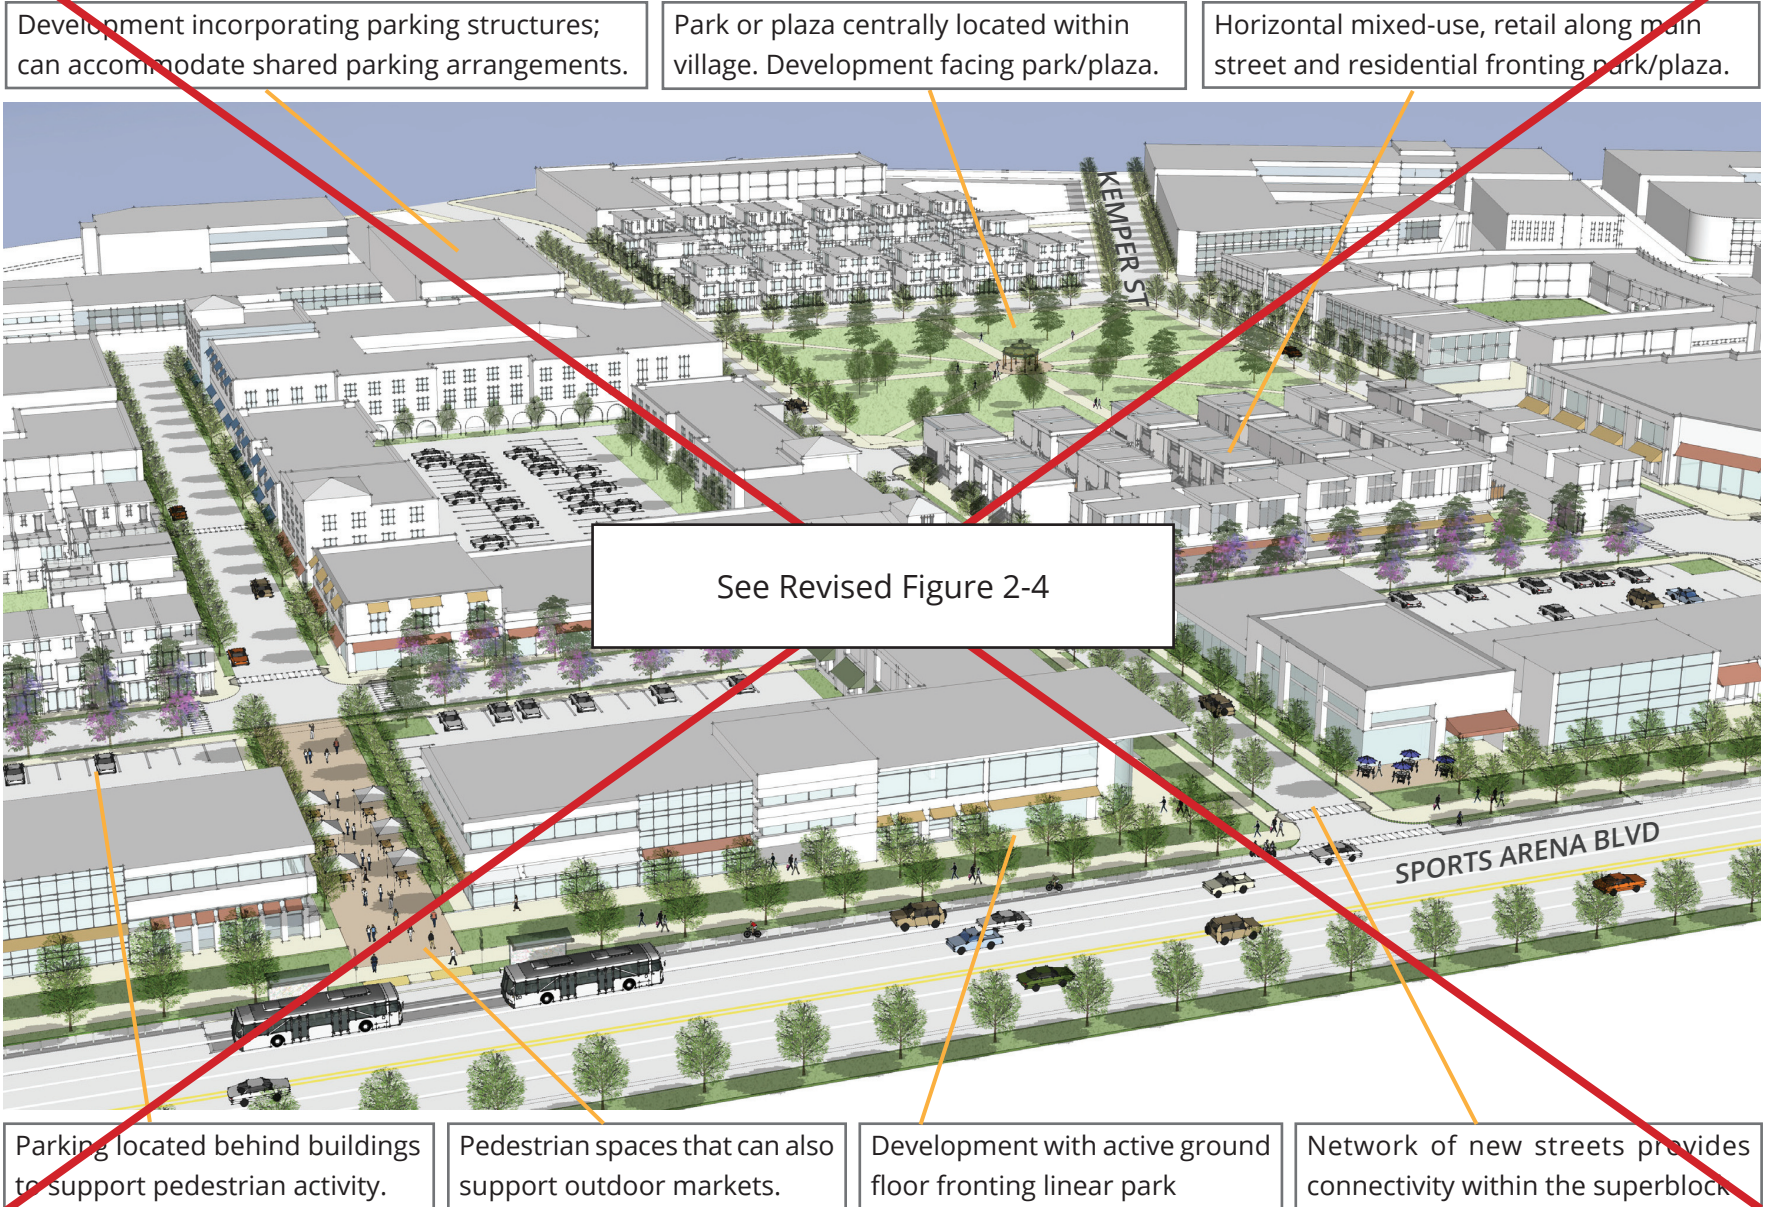 Development incorporating parking structures;
can accommodate shared parking arrangements.
Park or plaza centrally located within
village. Development facing park/plaza.
Horizontal mixed-use, retail along main
street and residential fronting park/plaza.
KEMPER ST
See Revised Figure 2-4
SPORTS ARENA BLVD
Parking located behind buildings
to support pedestrian activity.
Pedestrian spaces that can also
support outdoor markets.
Development with active ground
floor fronting linear park
Network of new streets provides
connectivity within the superblock